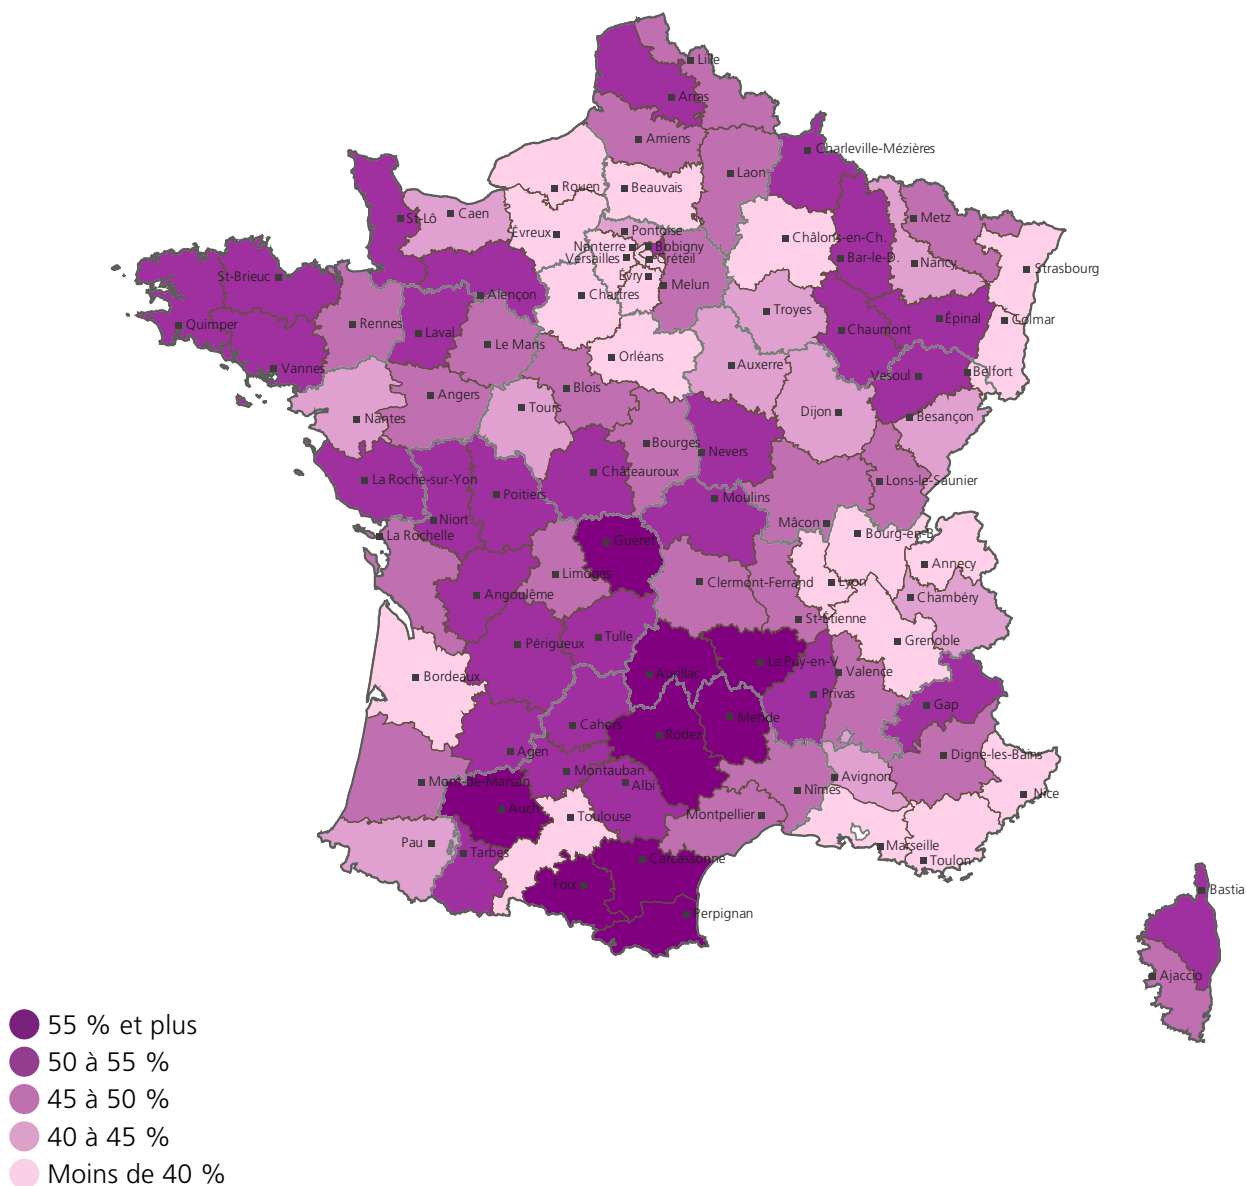 Lille
Arras
Amiens
Charleville-Mézières
Laon
Rouen
Beauvais
St-Lô
Caen
Metz
Évreux
Pontoise
Châlons-en-Ch.
Nanterre
Bobigny
Versailles
Créteil
Bar-le-D.
Nancy
Strasbourg
St-Brieuc
Évry
Melun
Alençon
Chartres
Troyes
Épinal
Colmar
Quimper
Rennes
Laval
Chaumont
Le Mans
Orléans
Vannes
Auxerre
Vesoul
Belfort
Blois
Angers
Tours
Dijon
Nantes
Besançon
Bourges
Nevers
Châteauroux
La Roche-sur-Yon
Lons-le-Saunier
Poitiers
Moulins
Niort
Mâcon
La Rochelle
Bourg-en-B.
Guéret
Annecy
Limoges
Clermont-Ferrand
Lyon
Angoulême
Chambéry
St-Étienne
Tulle
Périgueux
Grenoble
Le Puy-en-V.
Aurillac
Valence
Bordeaux
Privas
Gap
Mende
Cahors
Rodez
Agen
Digne-les-Bains
Montauban
Avignon
Mont-de-Marsan
Albi
Nîmes
Nice
Auch
Toulouse
Montpellier
Pau
Marseille
Tarbes
Carcassonne
Toulon
Foix
Bastia
Perpignan
Ajaccio
55 % et plus
50 à 55 %
45 à 50 %
40 à 45 %
Moins de 40 %